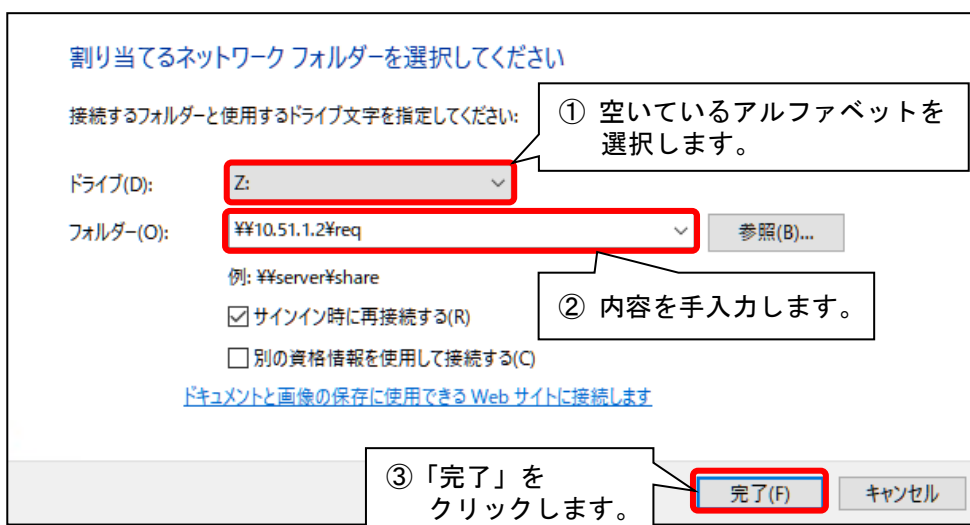 割り当てるネットワーク フォルダーを選択してください
接続するフォルダーと使用するドライブ文字を指定してください:
① 空いているアルファベットを
選択します。
ドライブ(D):
Z:
フォルダー(O):
¥¥10.51.1.2¥req
参照(B)...
例: ¥¥server¥share
② 内容を手入力します。
サインイン時に再接続する(R)
別の資格情報を使用して接続する(C)
ドキュメントと画像の保存に使用できる Web サイトに接続します
③「完了」を
クリックします。
完了(F)
キャンセル